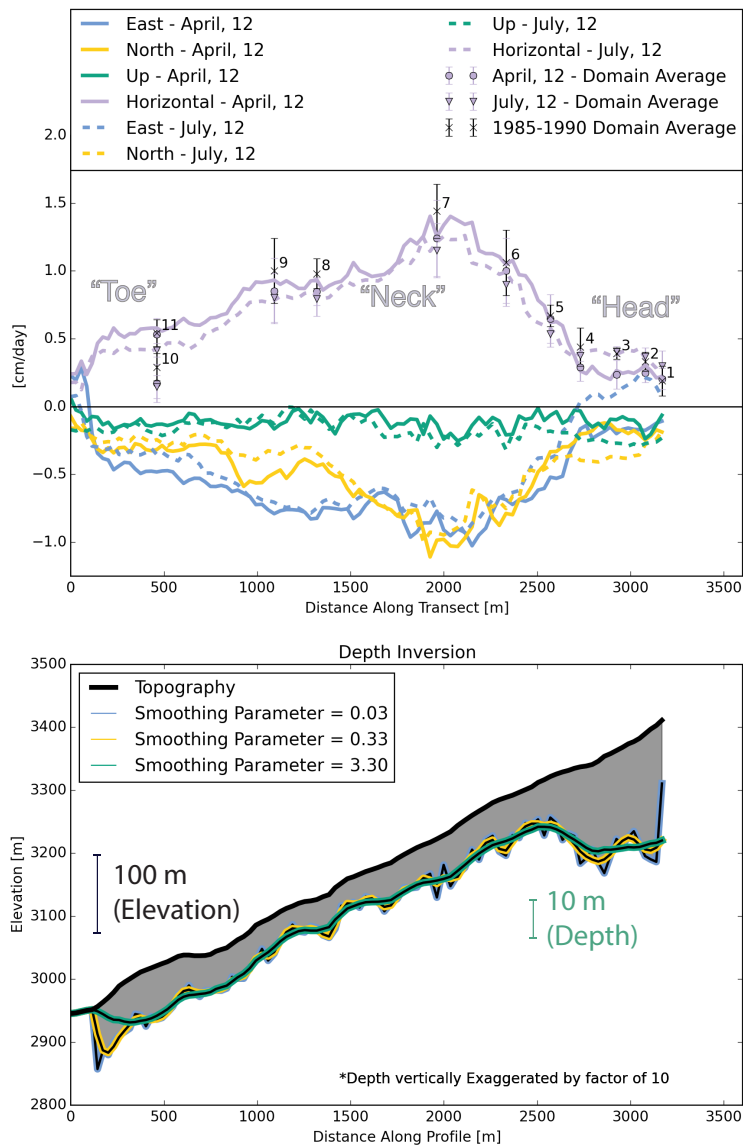 East - April, 12
North - April, 12
Up - April, 12
Horizontal - April, 12
East - July, 12
North - July, 12
Up - July, 12
Horizontal - July, 12
April, 12 - Domain Average
July, 12 - Domain Average
1985-1990 Domain Average
2.0
1.5
1.0
0.5
0.0
−0.5
−1.0
[cm/day]
"Toe"
"Neck"
"Head"
11
10
9
8
7
6
5
4
3
2
1
0
500
1000
1500
2000
2500
3000
3500
Distance Along Transect [m]
Depth Inversion
Topography
Smoothing Parameter = 0.03
Smoothing Parameter = 0.33
Smoothing Parameter = 3.30
3500
3400
3300
3200
3100
3000
2900
2800
Elevation [m]
100 m
(Elevation)
10 m
(Depth)
*Depth vertically Exaggerated by factor of 10
0
500
1000
1500
2000
2500
3000
3500
Distance Along Profile [m]